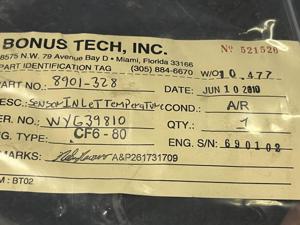 BONUS TECH, INC.
8575 N.W. 79 Avenue Bay D • Miami, Florida 33166
PART IDENTIFICATION TAG (305) 884-6670
Nº 521526
PART NO. 8901-328 W/O 10.477
DATE: JUN 10 2010
DESC: Sensor INLeT Temperature COND: A/R
SER NO. WYG39810 QTY: 1
ENG. TYPE: CF6-80 ENG. S/N: 690102
REMARKS: A&P261731709
FORM: BT02